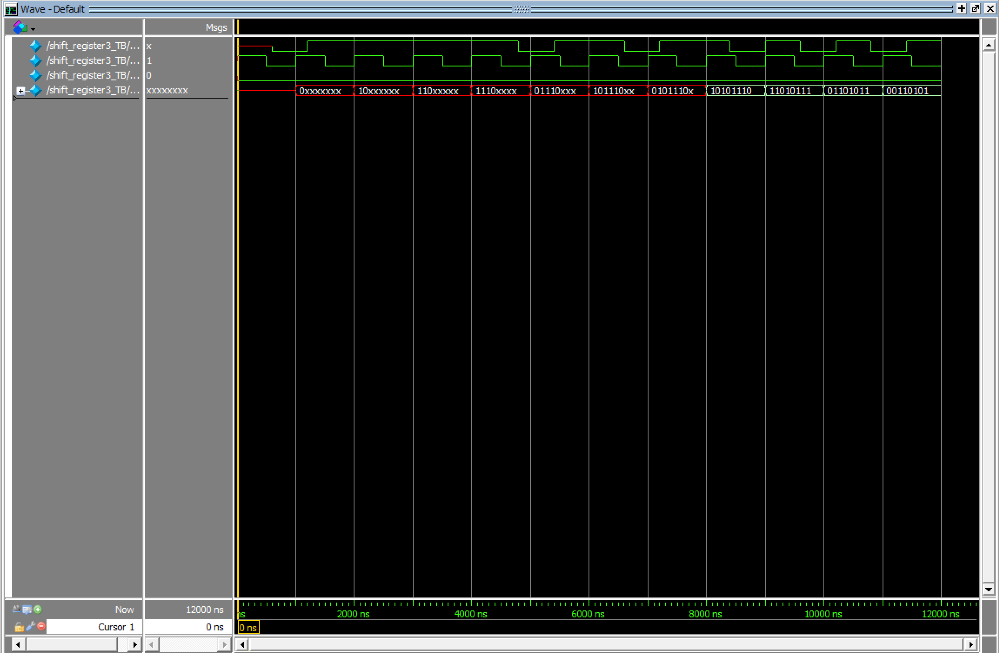 Wave - Default
Msgs
/shift_register3_TB/... x
/shift_register3_TB/... 1
/shift_register3_TB/... 0
/shift_register3_TB/... xxxxxxxx 0xxxxxxx 10xxxxxx 110xxxxx 1110xxxx 01110xxx 101110xx 0101110x 10101110 11010111 01101011 00110101
Now 12000 ns ns 2000 ns 4000 ns 6000 ns 8000 ns 10000 ns 12000 ns
Cursor 1 0 ns 0 ns